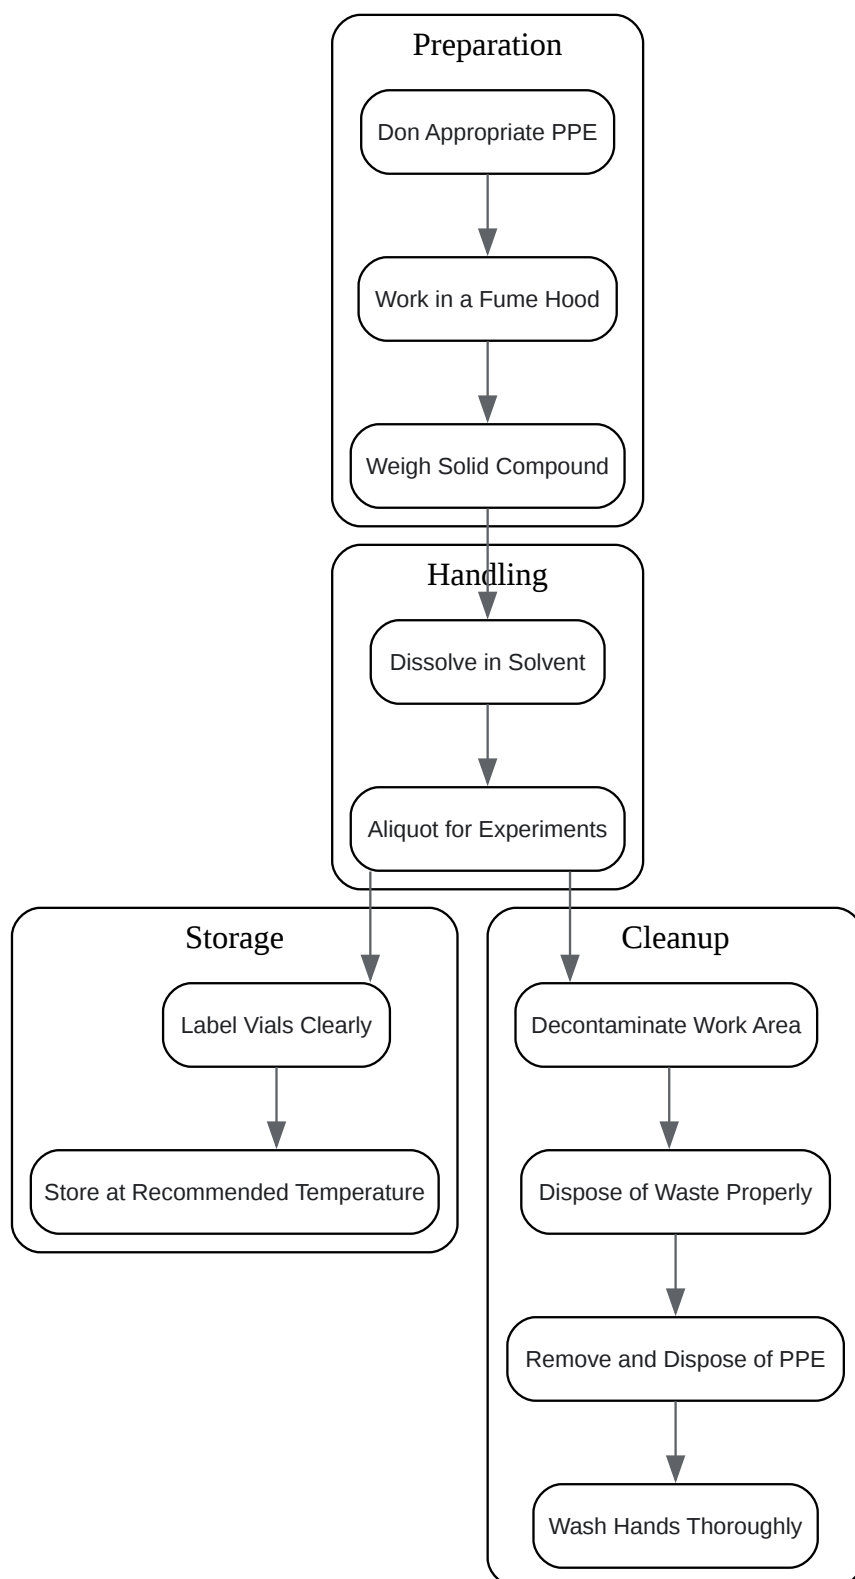 Preparation
Don Appropriate PPE
Work in a Fume Hood
Weigh Solid Compound
Handling
Dissolve in Solvent
Aliquot for Experiments
Storage
Label Vials Clearly
Store at Recommended Temperature
Cleanup
Decontaminate Work Area
Dispose of Waste Properly
Remove and Dispose of PPE
Wash Hands Thoroughly